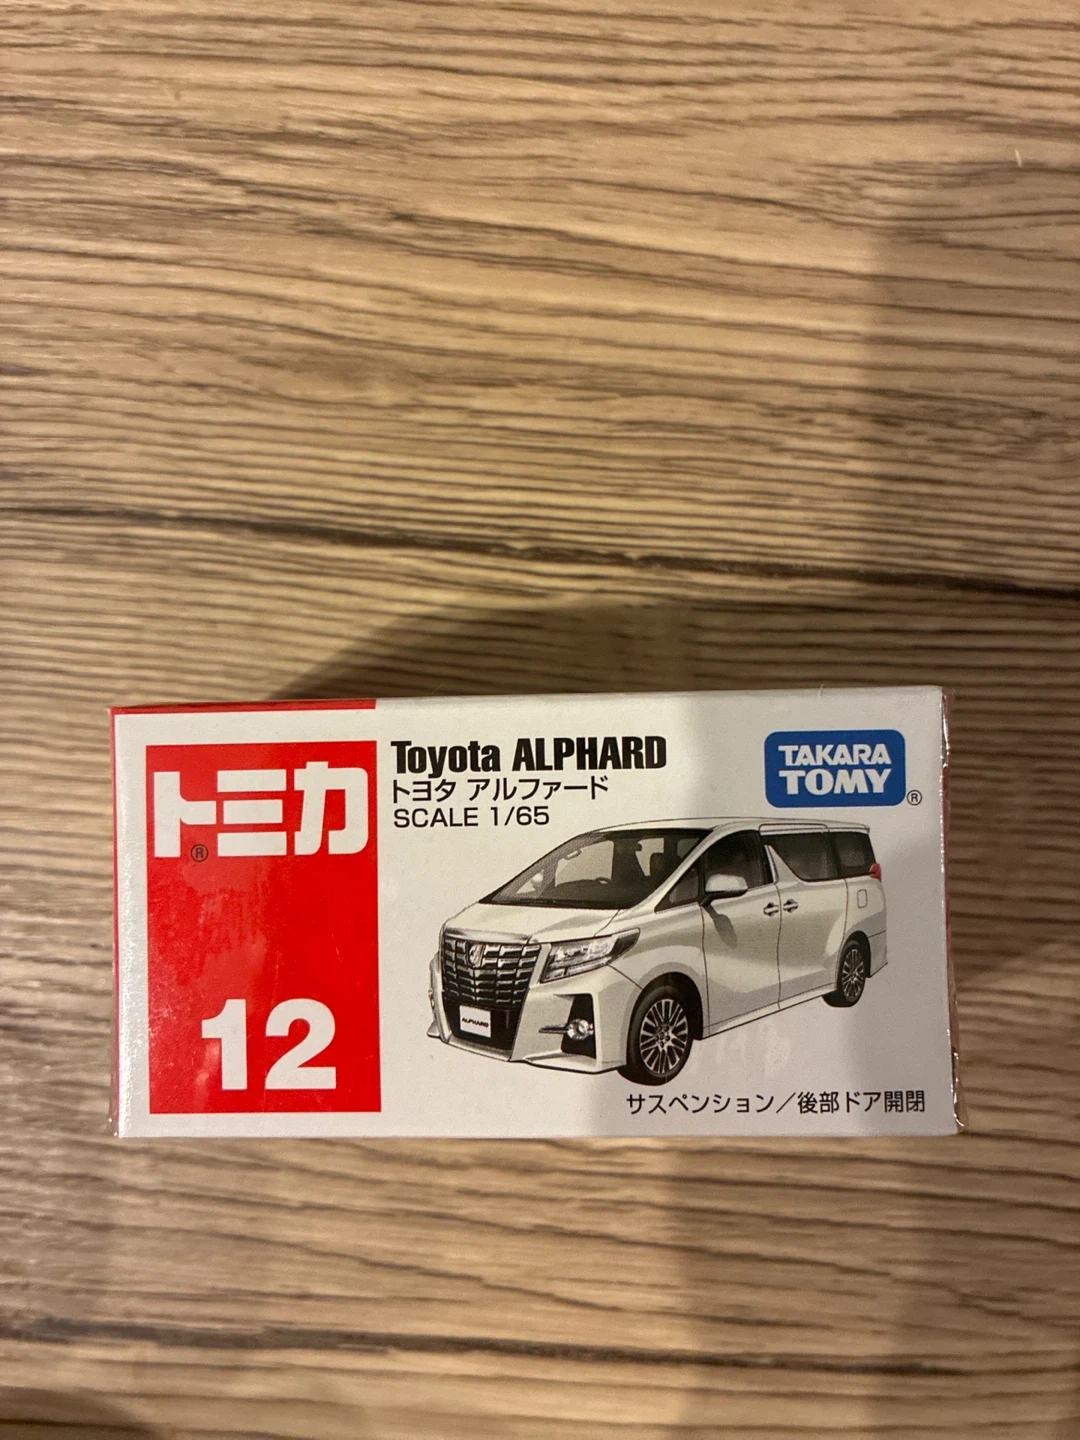 トミカ
®
12
Toyota ALPHARD
トヨタ アルファード
SCALE 1/65
TAKARA
TOMY
®
ALPHARD
サスペンション／後部ドア開閉